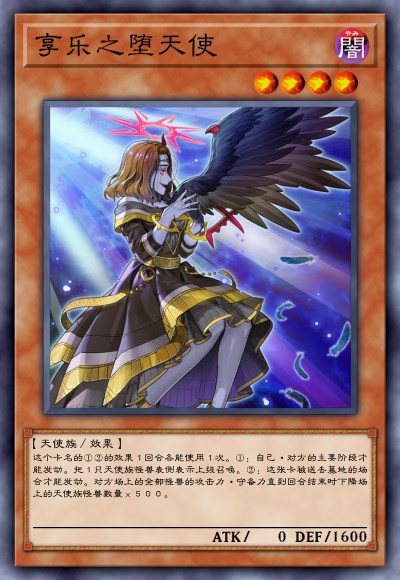 享乐之堕天使
やみ
闇
【天使族/效果】
这个卡名的①②的效果1回合各能使用1次。①:自己·对方的主要阶段才
能发动。把1只天使族怪兽表侧表示上级召唤。②:这张卡被送去墓地的场
合才能发动。对方场上的全部怪兽的攻击力·守备力直到回合结束时下降场
上的天使族怪兽数量×500。
ATK/ 0 DEF/1600